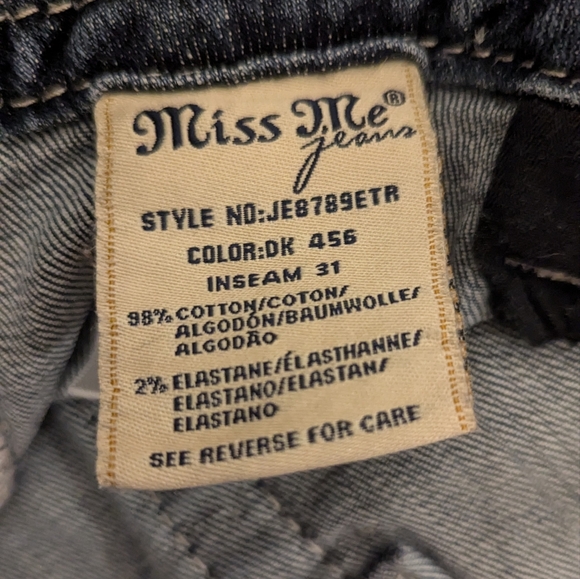 Miss Me®
jeans
STYLE NO:JE8789ETR
COLOR:DK 456
INSEAM 31
98% COTTON/COTON/
ALGODÓN/BAUMWOLLE/
ALGODÃO
2% ELASTANE/ÉLASTHANNE/
ELASTANO/ELASTAN/
ELASTANO
SEE REVERSE FOR CARE